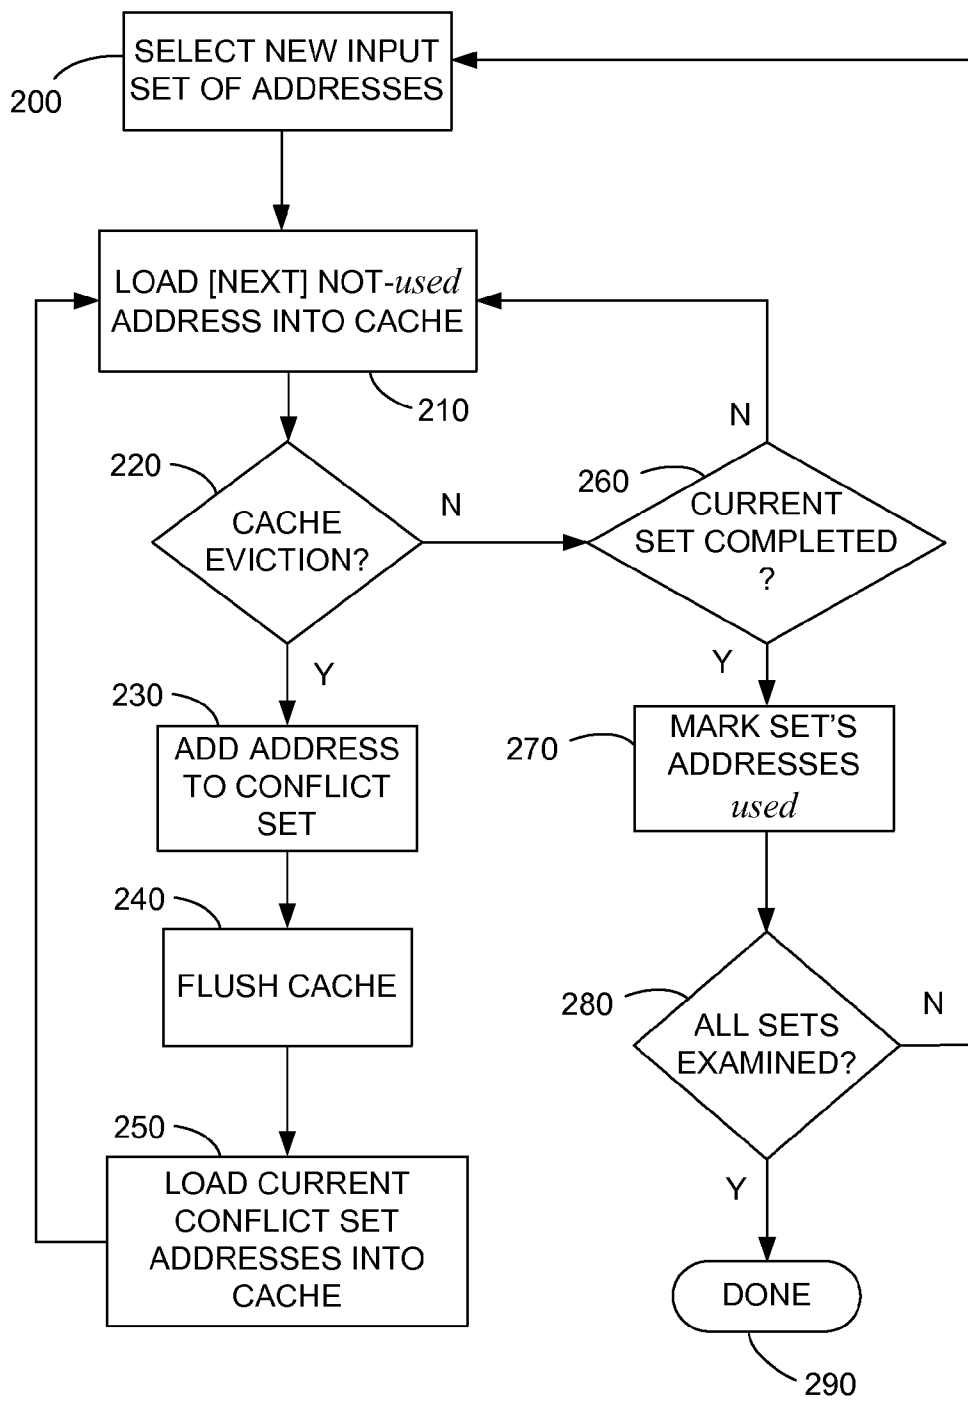 SELECT NEW INPUT
SET OF ADDRESSES
200
LOAD [NEXT] NOT-used
ADDRESS INTO CACHE
210
220
CACHE
EVICTION?
N
Y
260
CURRENT
SET COMPLETED
?
N
Y
230
ADD ADDRESS
TO CONFLICT
SET
270
MARK SET’S
ADDRESSES
used
240
FLUSH CACHE
280
ALL SETS
EXAMINED?
N
Y
250
LOAD CURRENT
CONFLICT SET
ADDRESSES INTO
CACHE
DONE
290